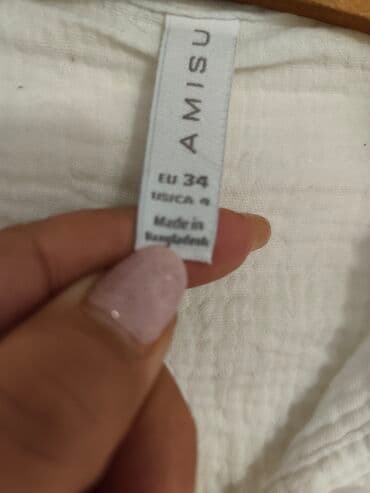 AMISU
EU 34
US/CA 4
Made in
Bangladesh